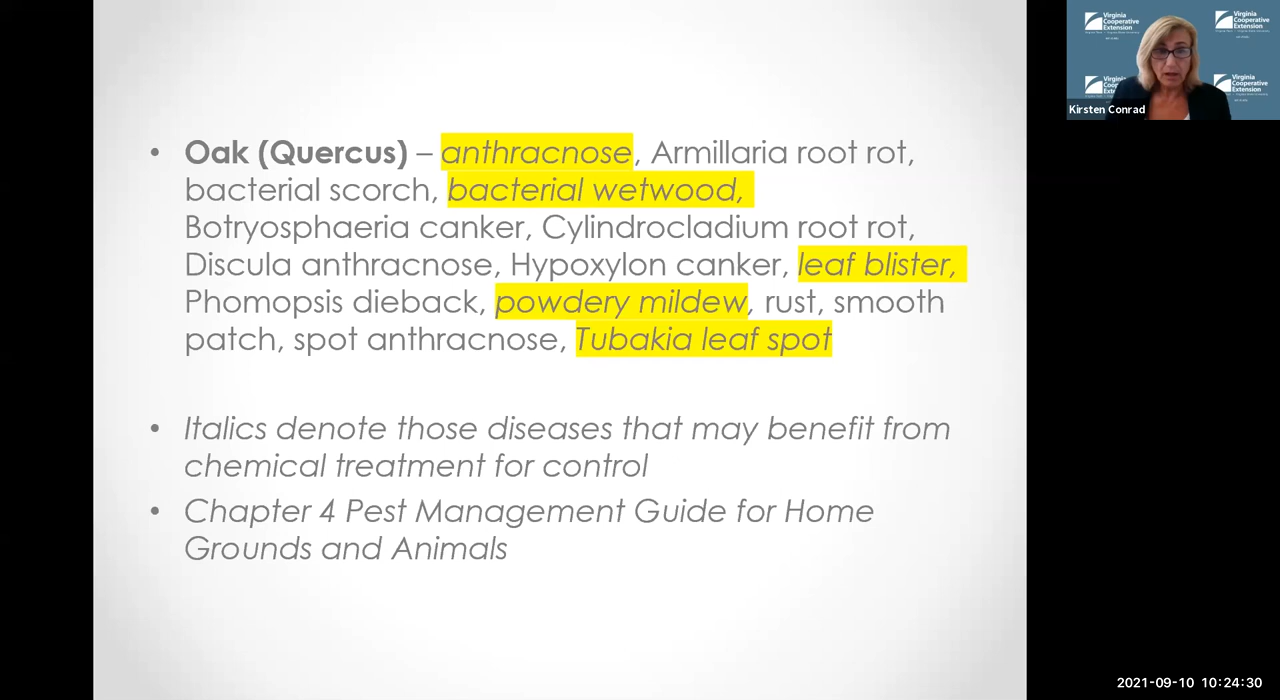 • Oak (Quercus) – anthracnose, Armillaria root rot,
bacterial scorch, bacterial wetwood,
Botryosphaeria canker, Cylindrocladium root rot,
Discula anthracnose, Hypoxylon canker, leaf blister,
Phomopsis dieback, powdery mildew, rust, smooth
patch, spot anthracnose, Tubakia leaf spot
• Italics denote those diseases that may benefit from
chemical treatment for control
• Chapter 4 Pest Management Guide for Home
Grounds and Animals
Virginia
Cooperative
Extension
Virginia
Cooperative
Extension
Virginia
Virginia
Cooperative
Extension
Kirsten Conrad
2021-09-10 10:24:30